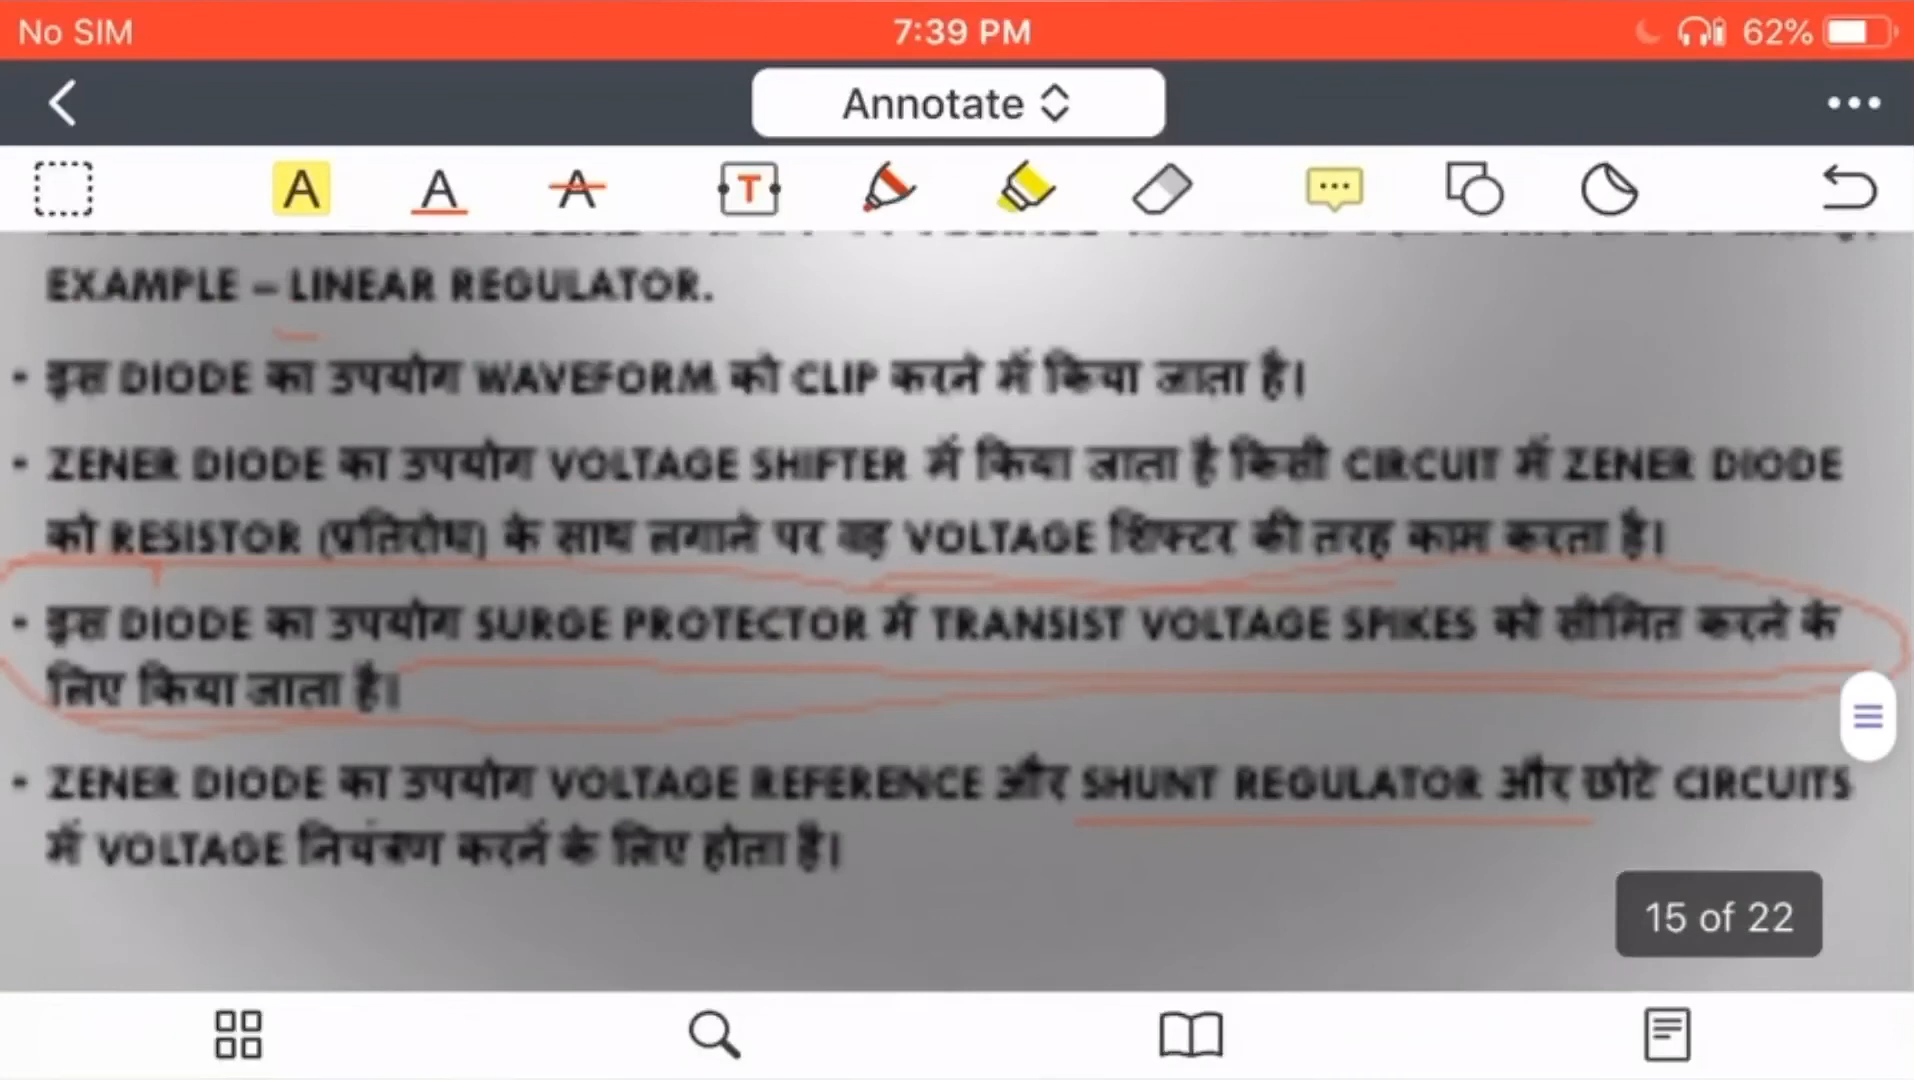 No SIM 7:39 PM 62%
Annotate
A A A T
EXAMPLE – LINEAR REGULATOR.
• इस DIODE का उपयोग WAVEFORM को CLIP करने में किया जाता है।
• ZENER DIODE का उपयोग VOLTAGE SHIFTER में किया जाता है किसी CIRCUIT में ZENER DIODE
को RESISTOR (प्रतिरोध) के साथ लगाने पर वह VOLTAGE शिफ्टर की तरह काम करता है।
• इस DIODE का उपयोग SURGE PROTECTOR में TRANSIST VOLTAGE SPIKES को सीमित करने के
लिए किया जाता है।
• ZENER DIODE का उपयोग VOLTAGE REFERENCE और SHUNT REGULATOR और छोटे CIRCUITS
में VOLTAGE नियंत्रण करनें के लिए होता है।
15 of 22